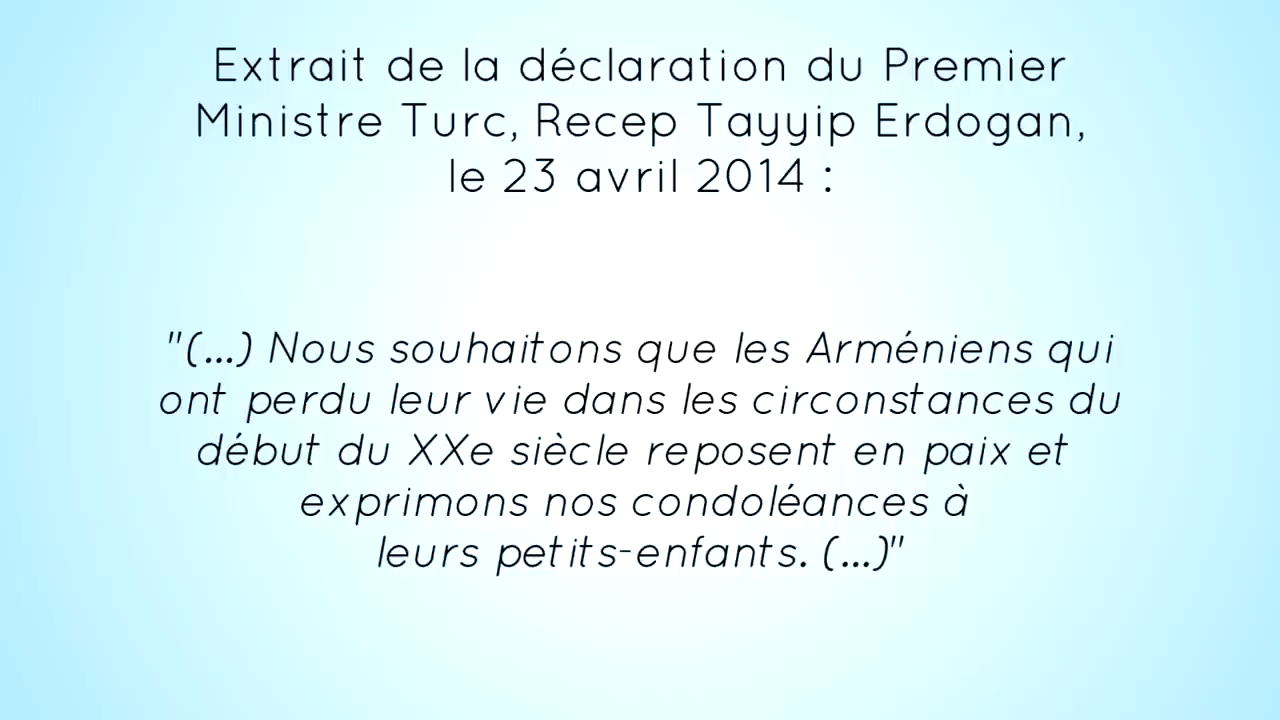 Extrait de la déclaration du Premier
Ministre Turc, Recep Tayyip Erdogan,
le 23 avril 2014 :
"(...) Nous souhaitons que les Arméniens qui
ont perdu leur vie dans les circonstances du
début du XXe siècle reposent en paix et
exprimons nos condoléances à
leurs petits-enfants. (...)"